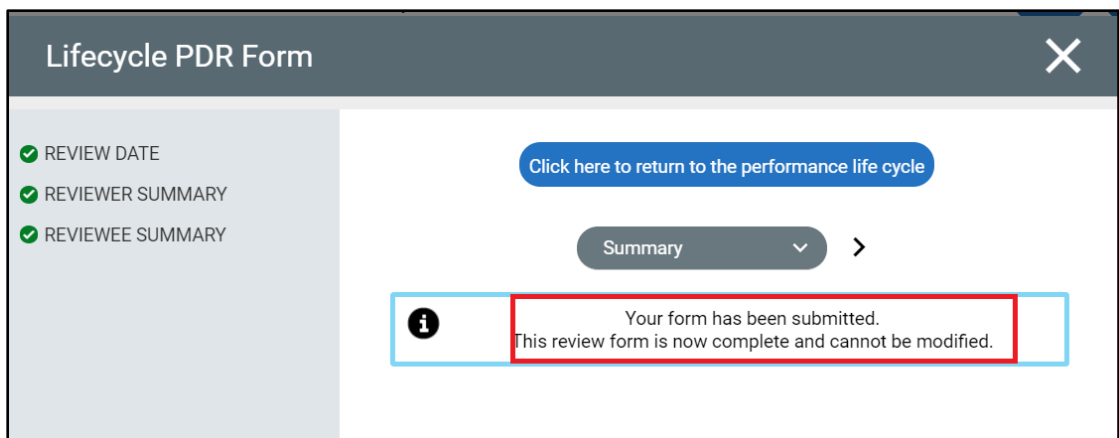 Lifecycle PDR Form
REVIEW DATE
REVIEWER SUMMARY
REVIEWEE SUMMARY
Click here to return to the performance life cycle
Summary
Your form has been submitted.
This review form is now complete and cannot be modified.